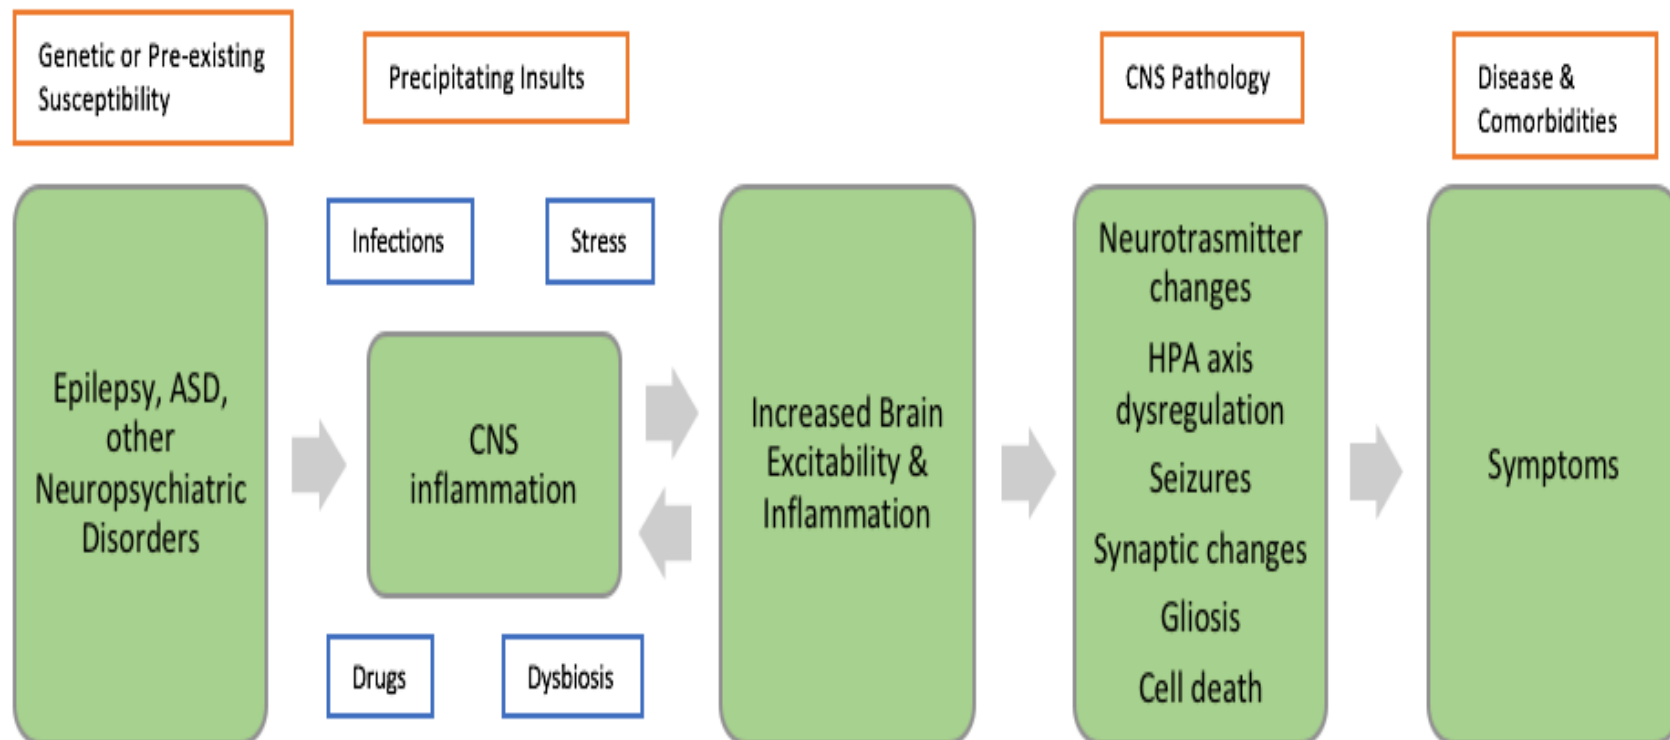 Genetic or Pre-existing
Susceptibility
Precipitating Insults
CNS Pathology
Disease &
Comorbidities
Epilepsy, ASD,
other
Neuropsychiatric
Disorders
Infections
Stress
CNS
inflammation
Drugs
Dysbiosis
Increased Brain
Excitability &
Inflammation
Neurotrasmitter
changes
HPA axis
dysregulation
Seizures
Synaptic changes
Gliosis
Cell death
Symptoms